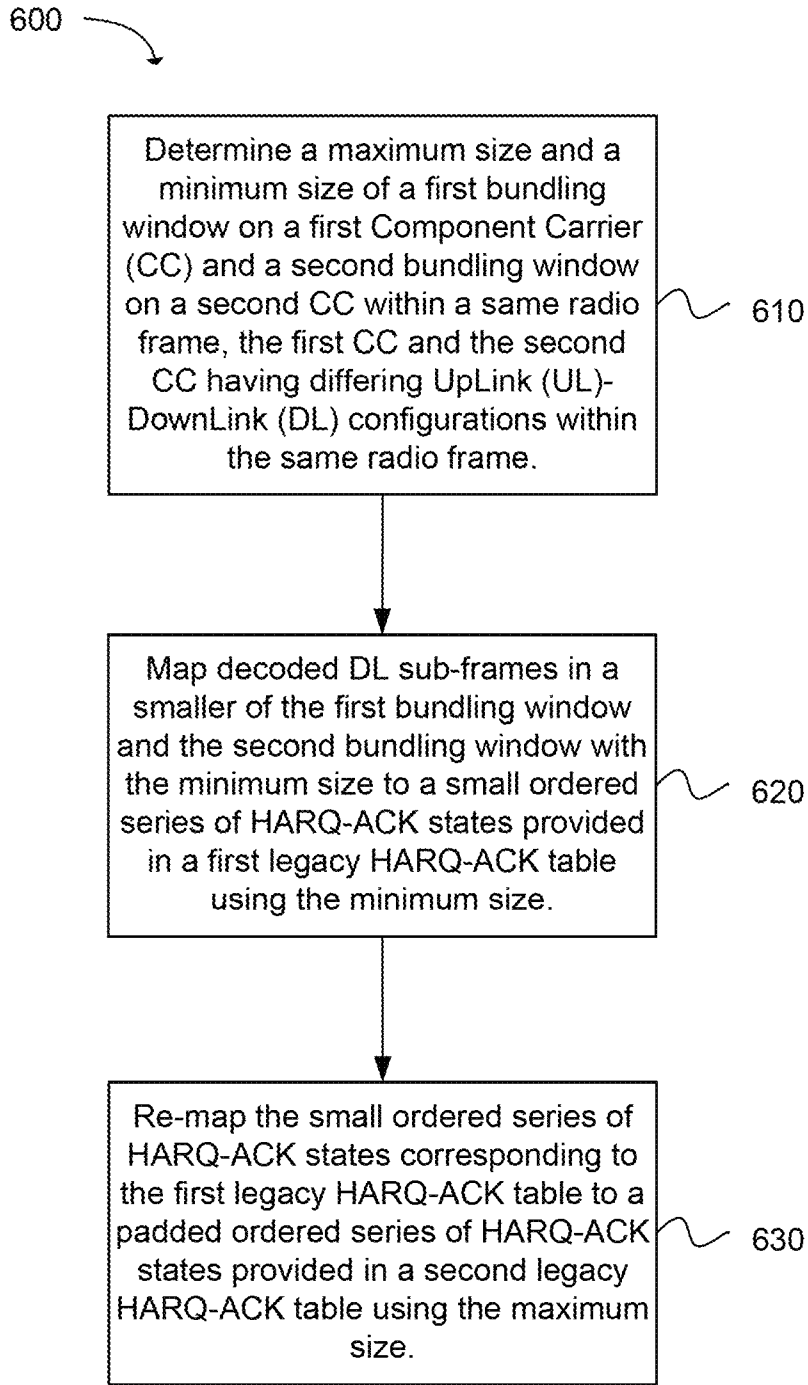 600
Determine a maximum size and a
minimum size of a first bundling
window on a first Component Carrier
(CC) and a second bundling window
on a second CC within a same radio
frame, the first CC and the second
CC having differing UpLink (UL)-
DownLink (DL) configurations within
the same radio frame.
610
Map decoded DL sub-frames in a
smaller of the first bundling window
and the second bundling window with
the minimum size to a small ordered
series of HARQ-ACK states provided
in a first legacy HARQ-ACK table
using the minimum size.
620
Re-map the small ordered series of
HARQ-ACK states corresponding to
the first legacy HARQ-ACK table to a
padded ordered series of HARQ-ACK
states provided in a second legacy
HARQ-ACK table using the maximum
size.
630